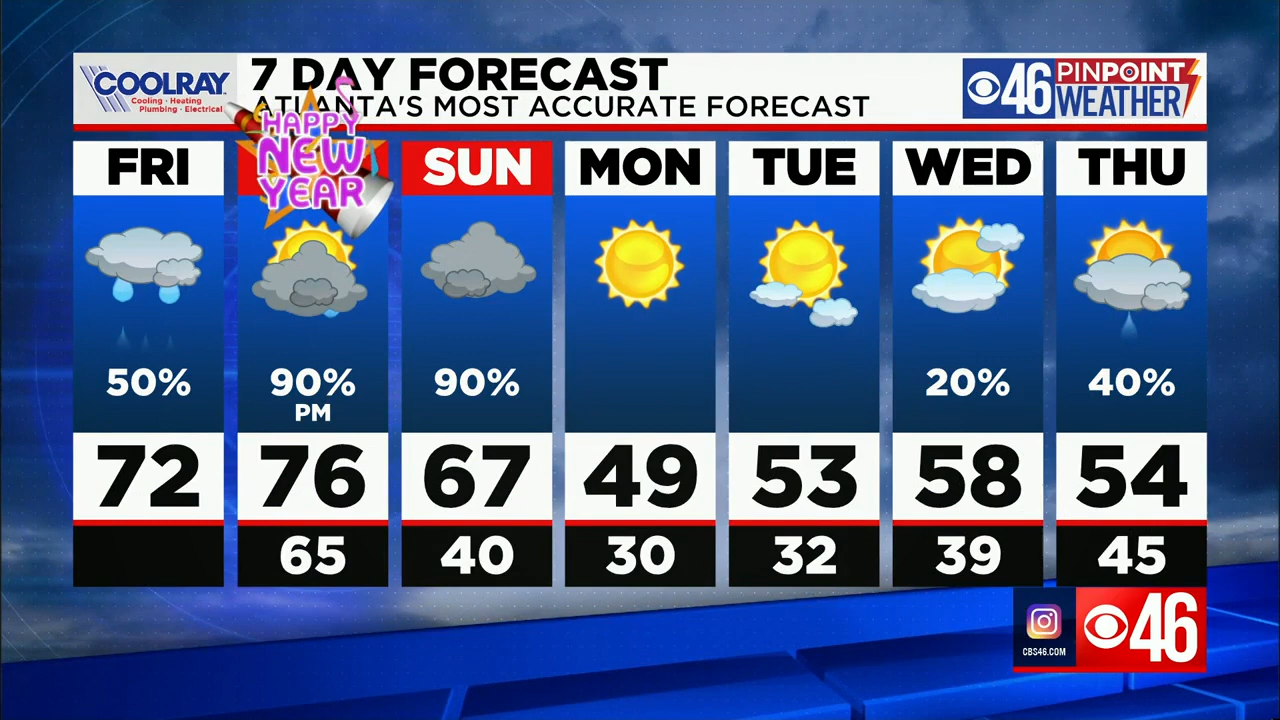 COOLRAY
Cooling · Heating
Plumbing · Electrical
7 DAY FORECAST
ATLANTA'S MOST ACCURATE FORECAST
46 PINPOINT
WEATHER
HAPPY
NEW
YEAR
FRI SUN MON TUE WED THU
50% 90% 90% 20% 40%
PM
72 76 67 49 53 58 54
65 40 30 32 39 45
CBS46.COM
46